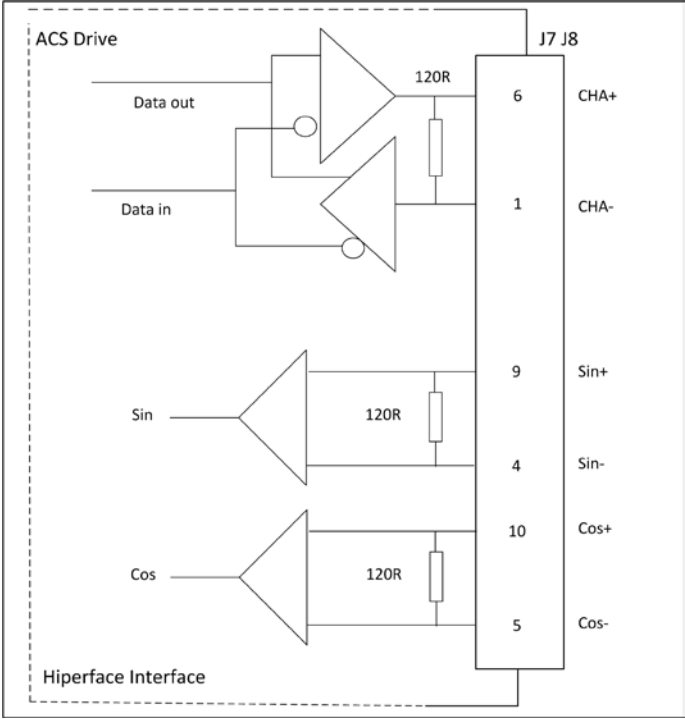 ACS Drive
J7 J8
120R
Data out
6 CHA+
Data in
1 CHA-
9 Sin+
Sin
120R
4 Sin-
10 Cos+
Cos
120R
5 Cos-
Hiperface Interface